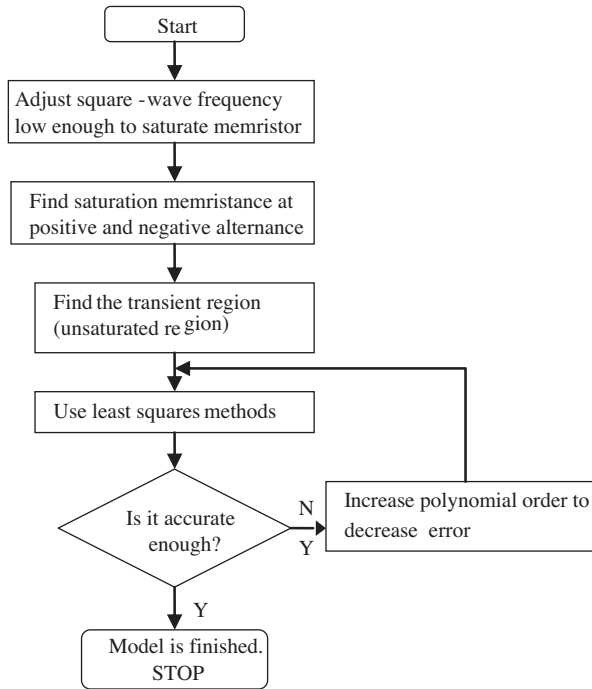 Start
Adjust square -wave frequency
low enough to saturate memristor
Find saturation memristance at
positive and negative alternance
Find the transient region
(unsaturated region)
Use least squares methods
Is it accurate
enough?
N
Y
Increase polynomial order to
decrease error
Y
Model is finished.
STOP